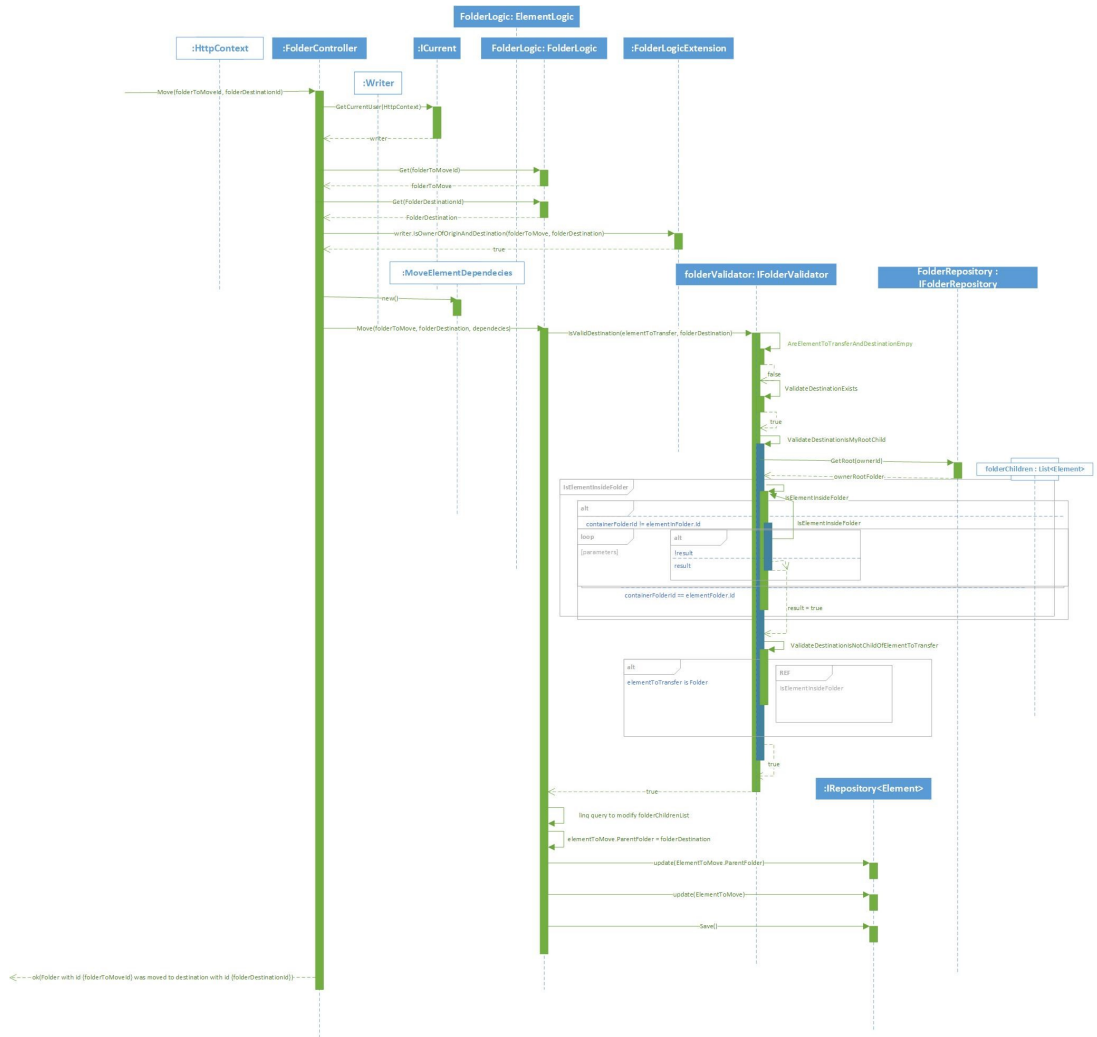 FolderLogic: ElementLogic
:HttpContext
:FolderController
:ICurrent
FolderLogic: FolderLogic
:FolderLogicExtension
:Writer
Move(folderToMoveId, folderDestinationId)
GetCurrentUser(HttpContext)
writer
Get(folderToMoveId)
folderToMove
Get(FolderDestinationId)
FolderDestination
writer.IsOwnerOfOriginAndDestination(folderToMove, folderDestination)
true
:MoveElementDependecies
folderValidator: IFolderValidator
FolderRepository :
IFolderRepository
new()
Move(folderToMove, folderDestination, dependecies)
isValidDestination(elementToTransfer, folderDestination)
AreElementToTransferAndDestinationEmpy
false
ValidateDestinationExists
true
ValidateDestinationIsMyRootChild
GetRoot(ownerId)
folderChildren : List<Element>
ownerRootFolder
IsElementInsideFolder
isElementInsideFolder
alt
containerFolderId != elementInFolder.id
isElementInsideFolder
loop
alt
[parameters]
!result
result
containerFolderId == elementFolder.id
result = true
ValidateDestinationIsNotChildOfElementToTransfer
alt
REF
elementToTransfer is Folder
isElementInsideFolder
true
:IRepository<Element>
true
linq query to modify folderChildrenList
elementToMove.ParentFolder = folderDestination
update(ElementToMove.ParentFolder)
update(ElementToMove)
Save()
ok(Folder with id {folderToMoveId} was moved to destination with id {folderDestinationId})